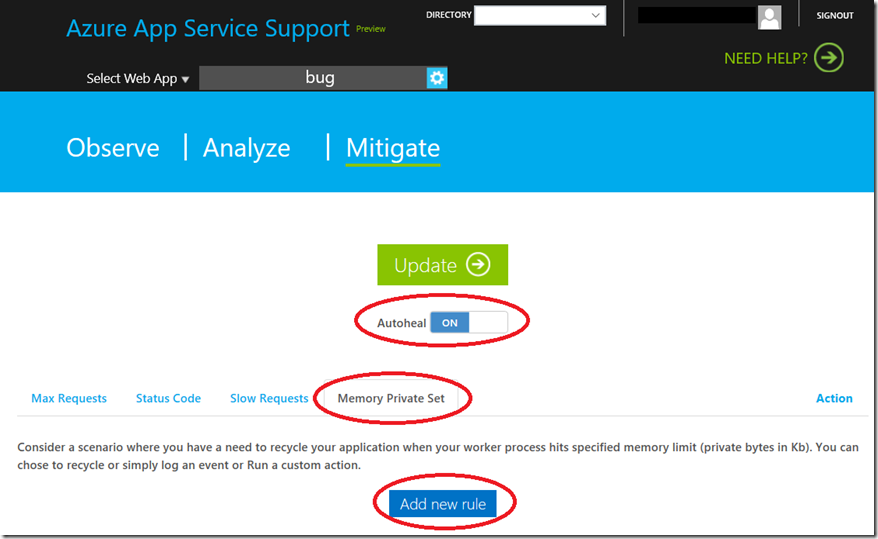 Azure App Service Support Preview
DIRECTORY
SIGNOUT
NEED HELP?
Select Web App
bug
Observe | Analyze | Mitigate
Update
Autoheal ON
Max Requests Status Code Slow Requests Memory Private Set Action
Consider a scenario where you have a need to recycle your application when your worker process hits specified memory limit (private bytes in Kb). You can
chose to recycle or simply log an event or Run a custom action.
Add new rule